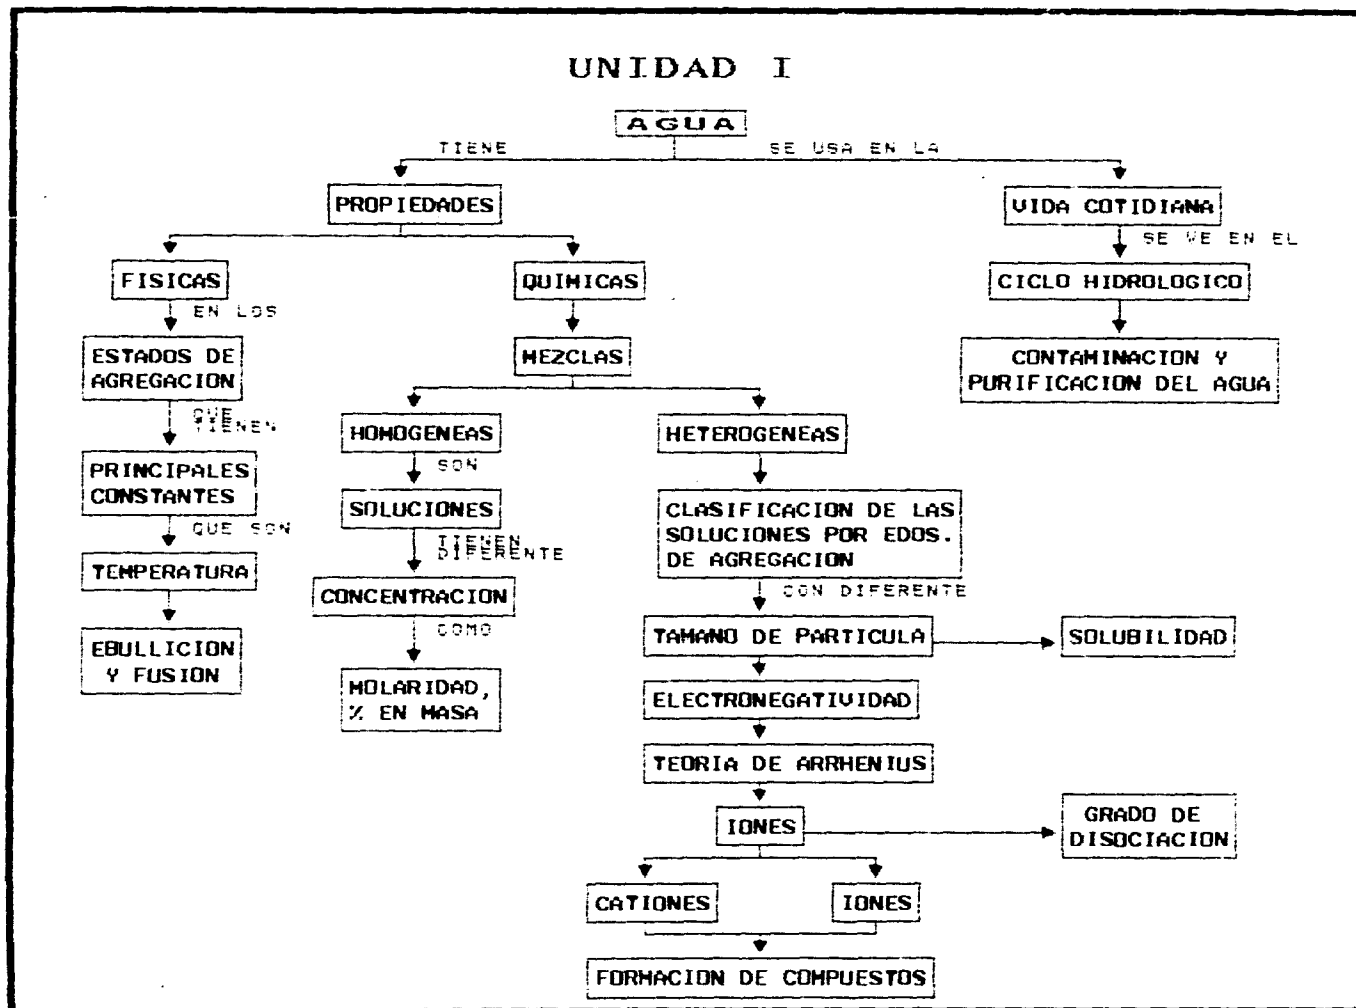 UNIDAD I
AGUA
TIENE
SE USA EN LA
PROPIEDADES
VIDA COTIDIANA
SE VE EN EL
FISICAS
QUIMICAS
CICLO HIDROLOGICO
EN LOS
ESTADOS DE
AGREGACION
MEZCLAS
CONTAMINACION Y
PURIFICACION DEL AGUA
QUE
TIENEN
HOMOGENEAS
HETEROGENEAS
SON
PRINCIPALES
CONSTANTES
SOLUCIONES
CLASIFICACION DE LAS
SOLUCIONES POR EDOS.
DE AGREGACION
QUE SON
TIENEN
DIFERENTE
TEMPERATURA
CONCENTRACION
CON DIFERENTE
COMO
TAMANO DE PARTICULA
SOLUBILIDAD
EBULLICION
Y FUSION
MOLARIDAD,
% EN MASA
ELECTRONEGATIVIDAD
TEORIA DE ARRHENIUS
IONES
GRADO DE
DISOCIACION
CATIONES
IONES
FORMACION DE COMPUESTOS